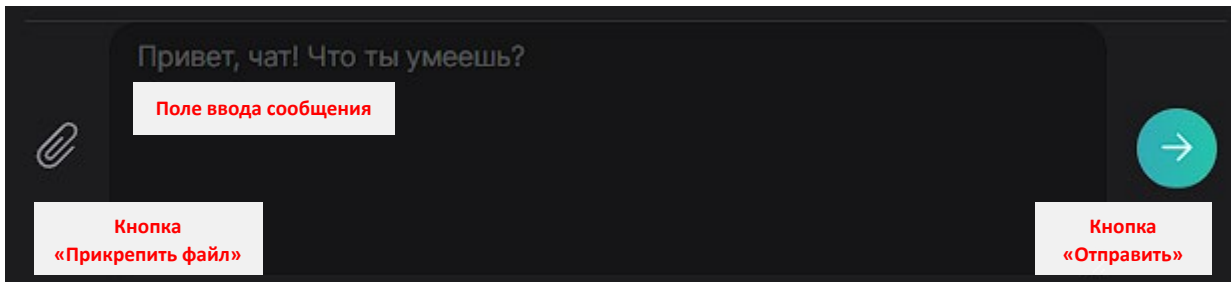 Привет, чат! Что ты умеешь?
Поле ввода сообщения
Кнопка
«Прикрепить файл»
Кнопка
«Отправить»